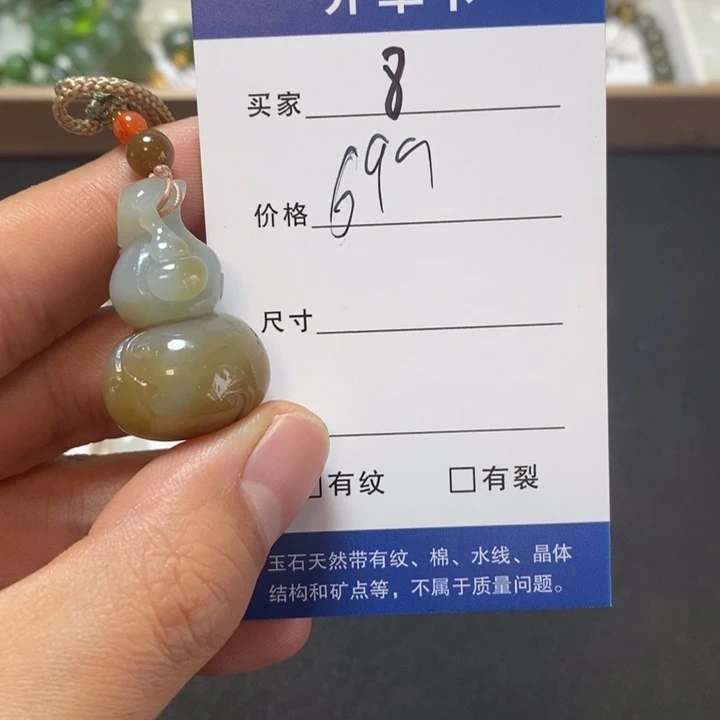 买家 8
价格 699
尺寸
有纹 有裂
玉石天然带有纹、棉、水线、晶体
结构和矿点等，不属于质量问题。